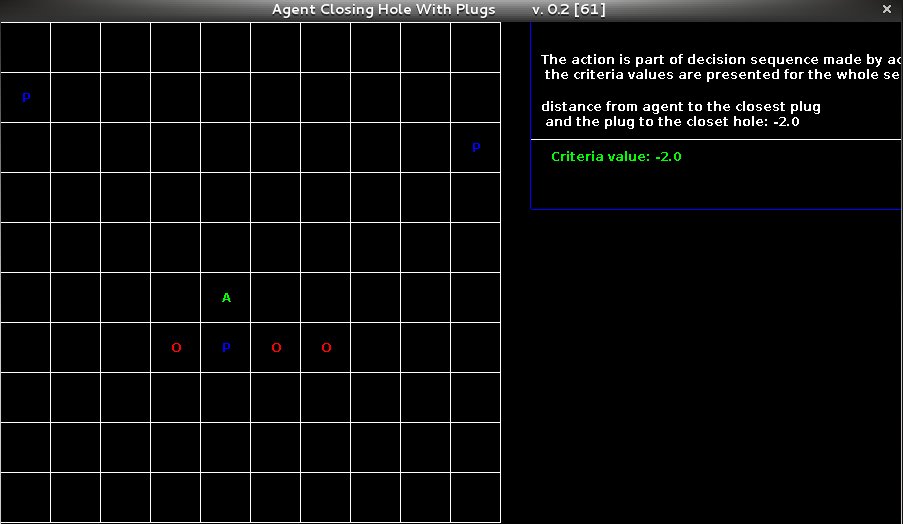 Agent Closing Hole With Plugs v. 0.2 [61]
The action is part of decision sequence made by
the criteria values are presented for the whole
distance from agent to the closest plug
and the plug to the closet hole: -2.0
Criteria value: -2.0
P
P
A
O P O O